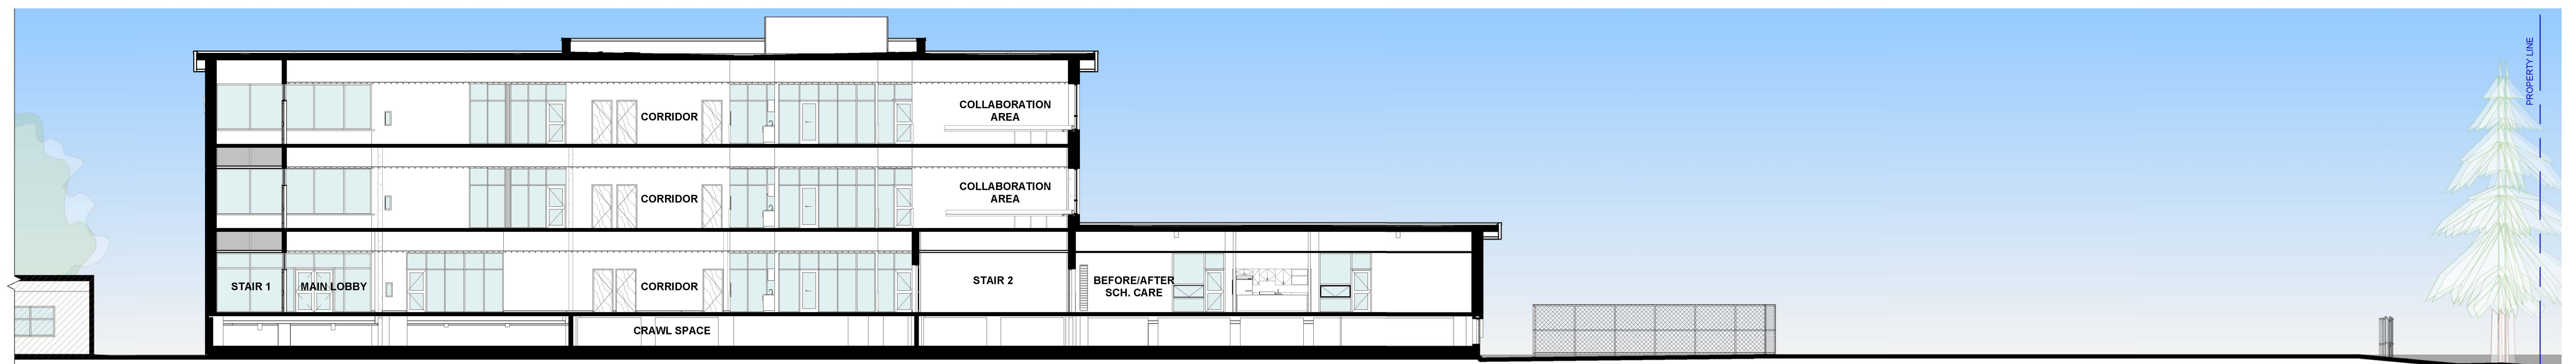 PROPERTY LINE
CORRIDOR
COLLABORATION
AREA
CORRIDOR
COLLABORATION
AREA
STAIR 1
MAIN LOBBY
CORRIDOR
STAIR 2
BEFORE/AFTER
SCH. CARE
CRAWL SPACE